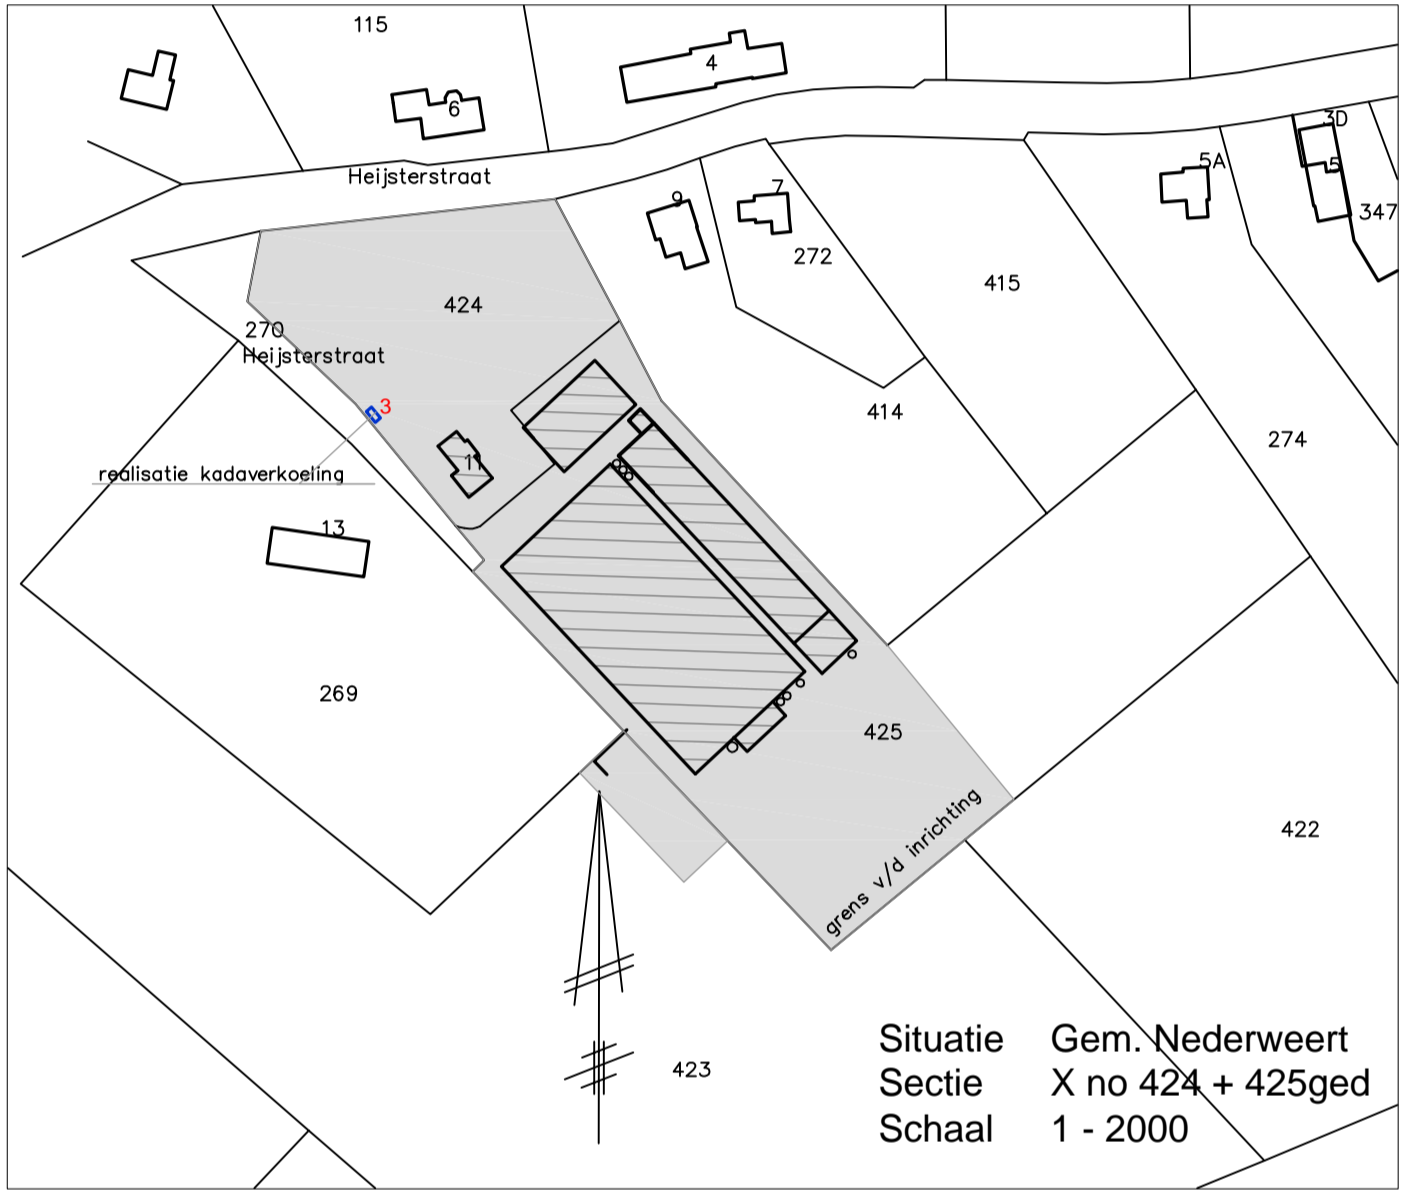 115
4
6
3D
Heijsterstraat
5A
5
7
9
347
272
415
424
270
Heijsterstraat
3
414
274
realisatie kadaverkoeling
11
13
269
425
grens v/d inrichting
422
423
Situatie Gem. Nederweert
Sectie X no 424 + 425ged
Schaal 1 - 2000